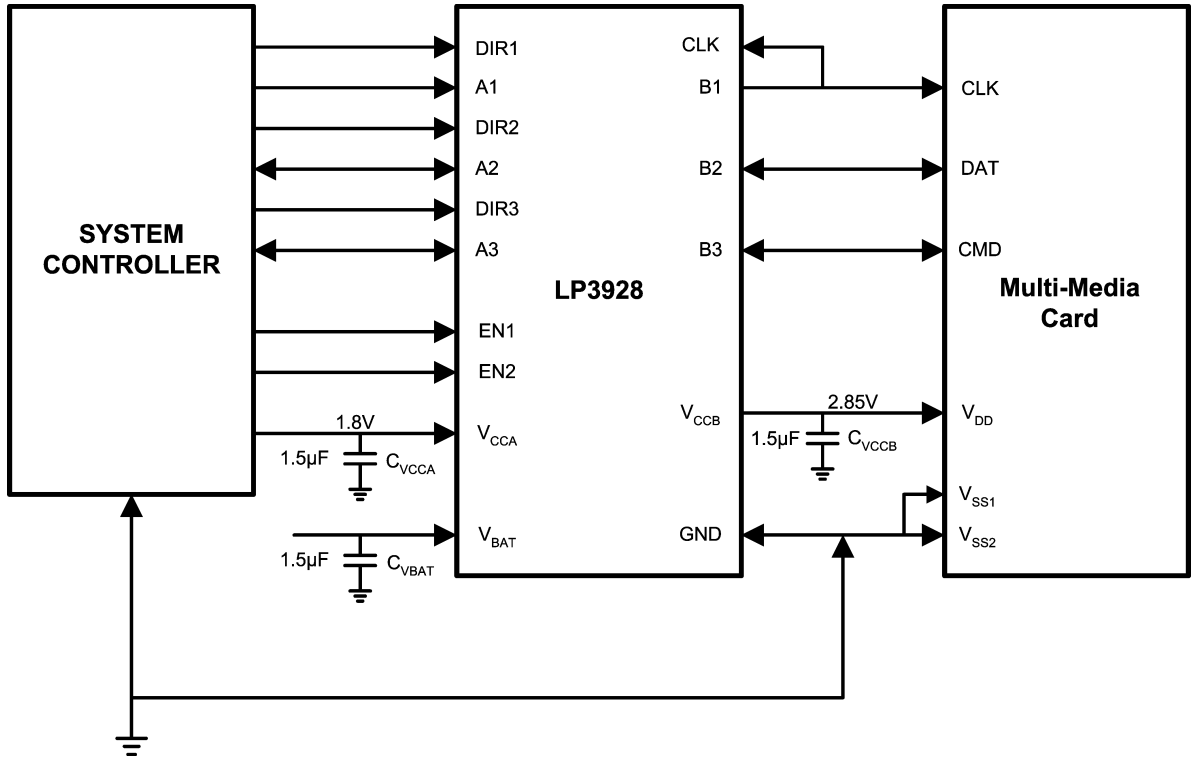 SYSTEM
CONTROLLER
DIR1
A1
DIR2
A2
DIR3
A3
EN1
EN2
1.8V
VCCA
1.5µF
CVCCA
VBAT
1.5µF
CVBAT
LP3928
CLK
B1
B2
B3
VCCB
GND
2.85V
1.5µF
CVCCB
CLK
DAT
CMD
Multi-Media
Card
VDD
VSS1
VSS2